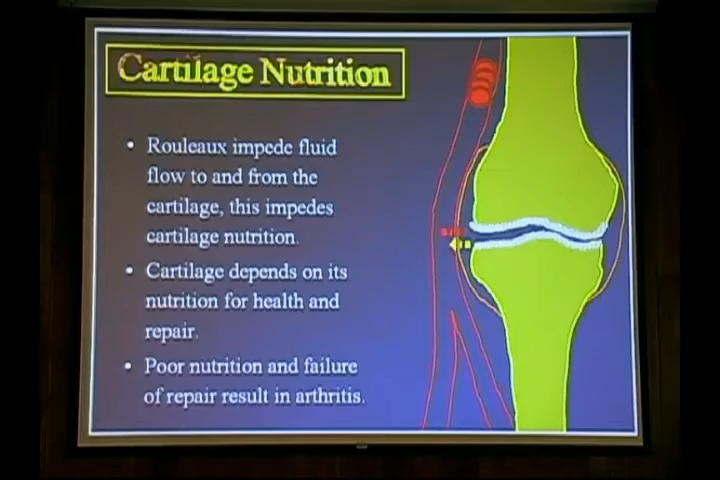 Cartilage Nutrition
• Rouleaux impede fluid
flow to and from the
cartilage, this impedes
cartilage nutrition.
• Cartilage depends on its
nutrition for health and
repair.
• Poor nutrition and failure
of repair result in arthritis.